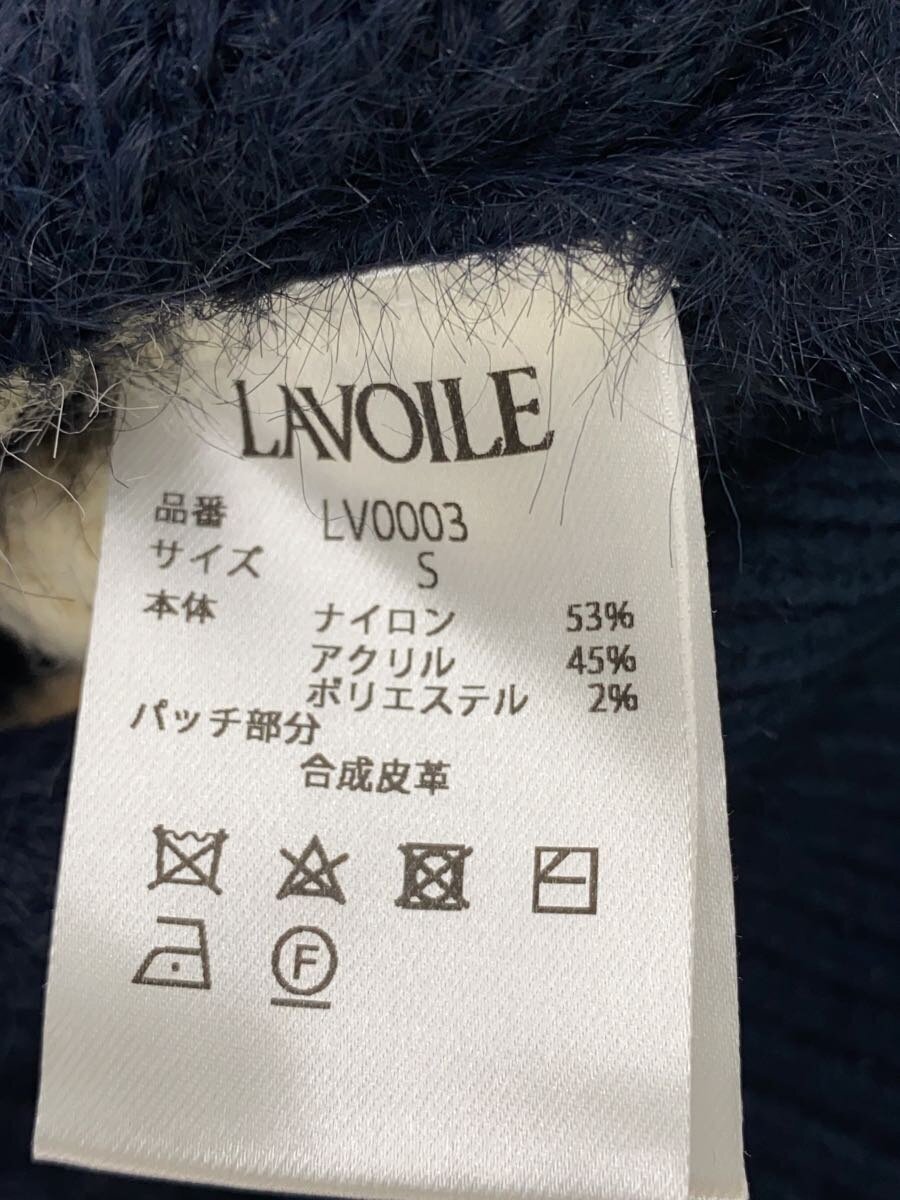 LAVOILE
品番 LV0003
サイズ S
本体 ナイロン 53%
アクリル 45%
ポリエステル 2%
パッチ部分
合成皮革
F